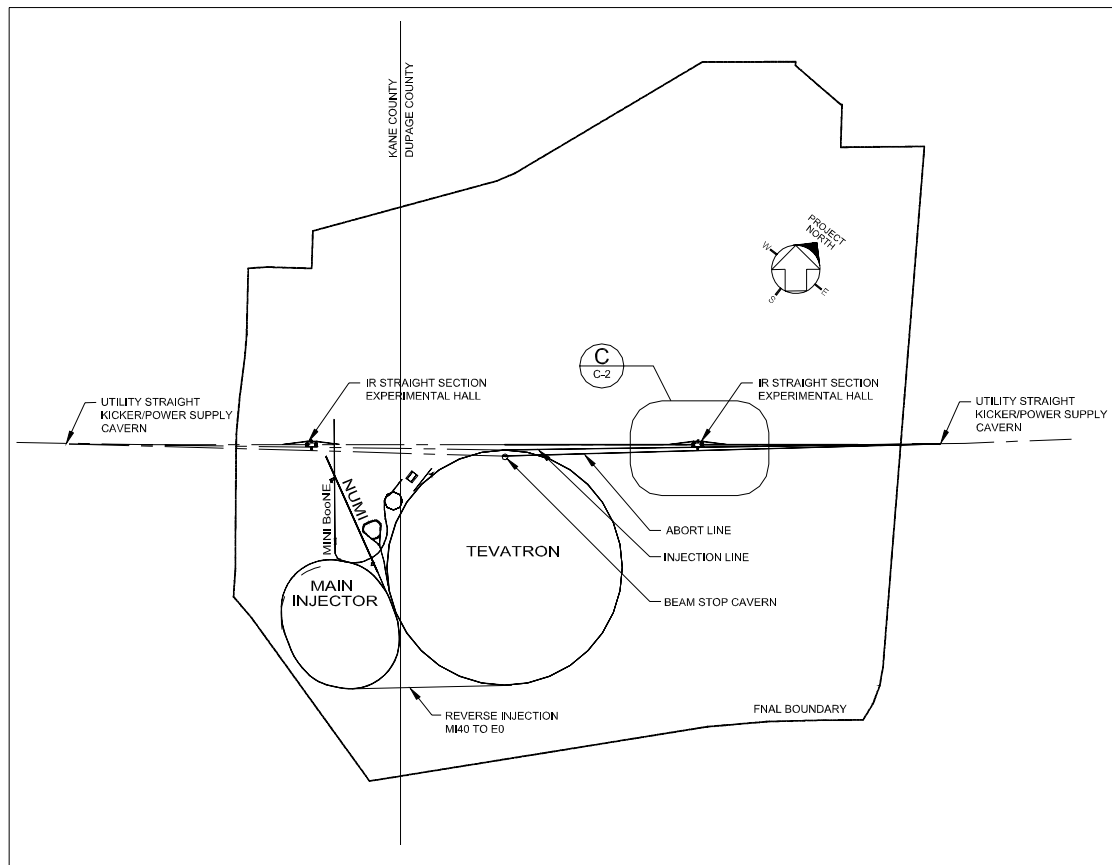 KANE COUNTY
DUPAGE COUNTY
PROJECT
NORTH
W
S
E
C
C-2
IR STRAIGHT SECTION
EXPERIMENTAL HALL
IR STRAIGHT SECTION
EXPERIMENTAL HALL
UTILITY STRAIGHT
KICKER/POWER SUPPLY
CAVERN
UTILITY STRAIGHT
KICKER/POWER SUPPLY
CAVERN
MINI BooNE
NUMI
TEVATRON
MAIN
INJECTOR
ABORT LINE
INJECTION LINE
BEAM STOP CAVERN
REVERSE INJECTION
MI40 TO E0
FNAL BOUNDARY